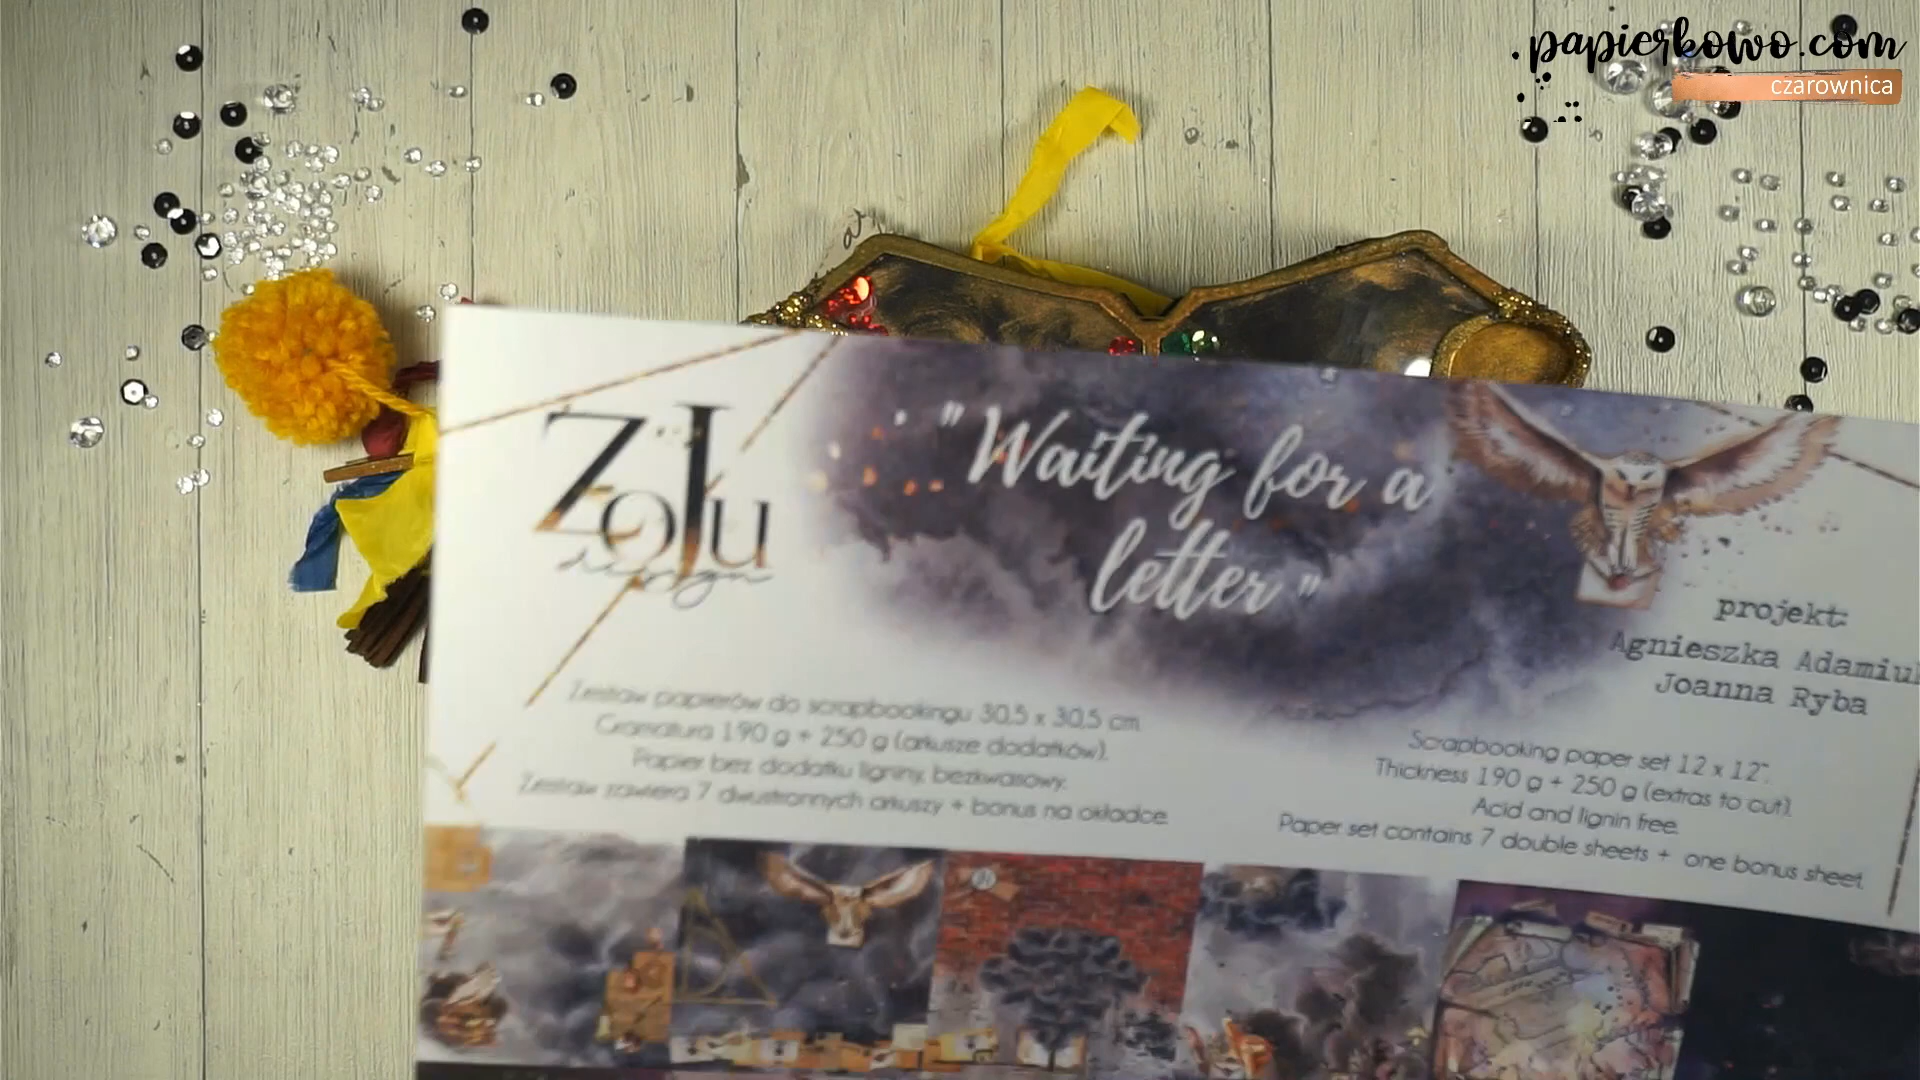 .papierkowo.com
czarownica
ZoJu
design
"Waiting for a
letter"
projekt:
Agnieszka Adamiuk
Joanna Ryba
Zestaw papierów do scrapbookingu 30,5 x 30,5 cm.
Gramatura 190 g + 250 g (arkusze dodatków).
Papier bez dodatku ligniny, bezkwasowy.
Zestaw zawiera 7 dwustronnych arkuszy + bonus na okładce.
Scrapbooking paper set 12 x 12".
Thickness 190 g + 250 g (extras to cut).
Acid and lignin free.
Paper set contains 7 double sheets + one bonus sheet.